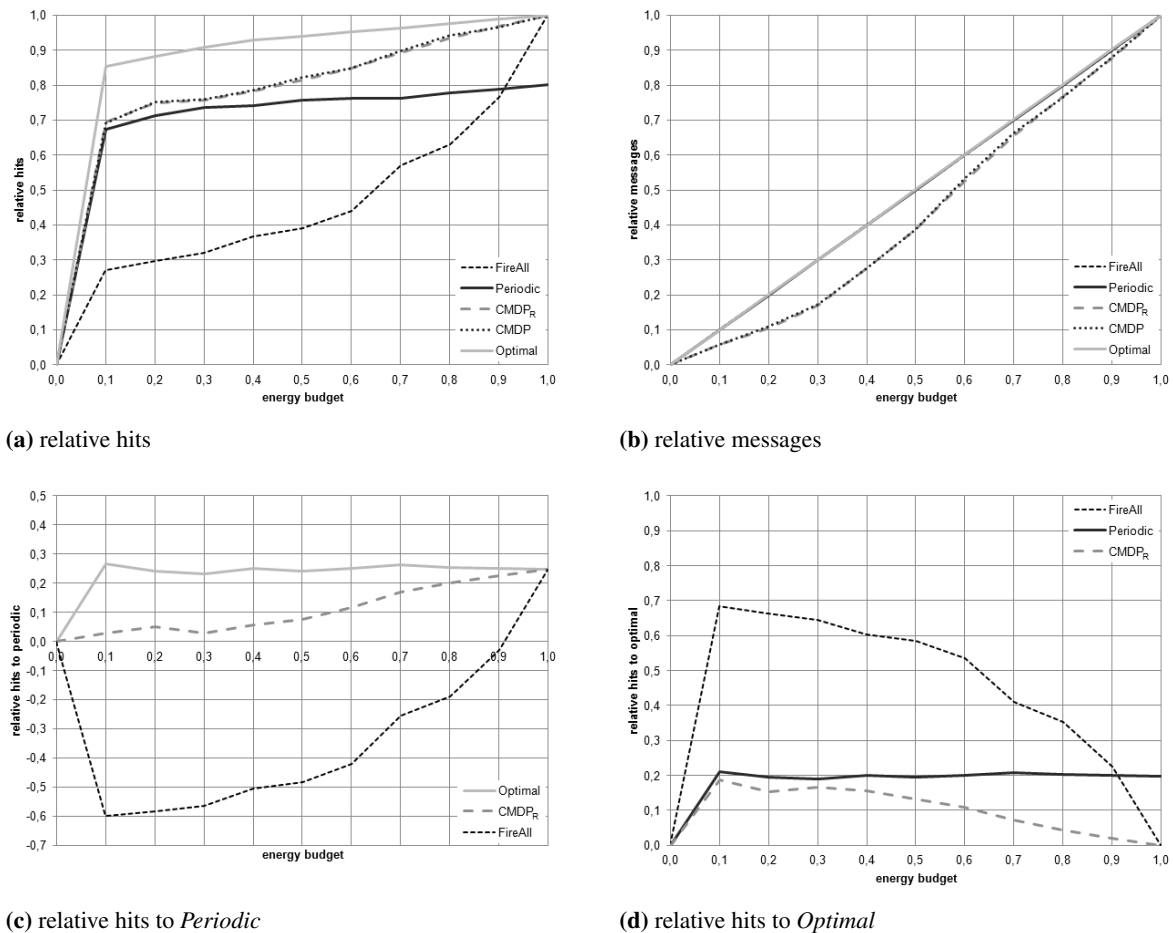 1,0
0,9
0,8
0,7
0,6
0,5
0,4
0,3
0,2
0,1
0,0
relative hits
FireAll
Periodic
CMDPR
CMDP
Optimal
0,0 0,1 0,2 0,3 0,4 0,5 0,6 0,7 0,8 0,9 1,0
energy budget
(a) relative hits
1,0
0,9
0,8
0,7
0,6
0,5
0,4
0,3
0,2
0,1
0,0
relative messages
FireAll
Periodic
CMDPR
CMDP
Optimal
0,0 0,1 0,2 0,3 0,4 0,5 0,6 0,7 0,8 0,9 1,0
energy budget
(b) relative messages
0,5
0,4
0,3
0,2
0,1
0,0
-0,1
-0,2
-0,3
-0,4
-0,5
-0,6
-0,7
relative hits to periodic
0,0 0,1 0,2 0,3 0,4 0,5 0,6 0,7 0,8 0,9 1,0
Optimal
CMDPR
FireAll
energy budget
(c) relative hits to Periodic
1,0
0,9
0,8
0,7
0,6
0,5
0,4
0,3
0,2
0,1
0,0
relative hits to optimal
FireAll
Periodic
CMDPR
0,0 0,1 0,2 0,3 0,4 0,5 0,6 0,7 0,8 0,9 1,0
energy budget
(d) relative hits to Optimal